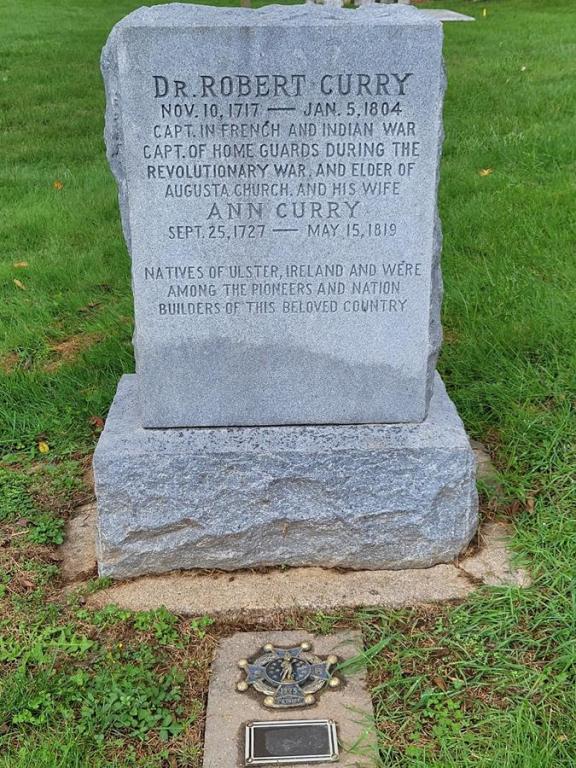 DR. ROBERT CURRY
NOV. 10, 1717 — JAN. 5, 1804
CAPT. IN FRENCH AND INDIAN WAR
CAPT. OF HOME GUARDS DURING THE
REVOLUTIONARY WAR, AND ELDER OF
AUGUSTA CHURCH, AND HIS WIFE
ANN CURRY
SEPT. 25, 1727 — MAY 15, 1819
NATIVES OF ULSTER, IRELAND AND WERE
AMONG THE PIONEERS AND NATION
BUILDERS OF THIS BELOVED COUNTRY